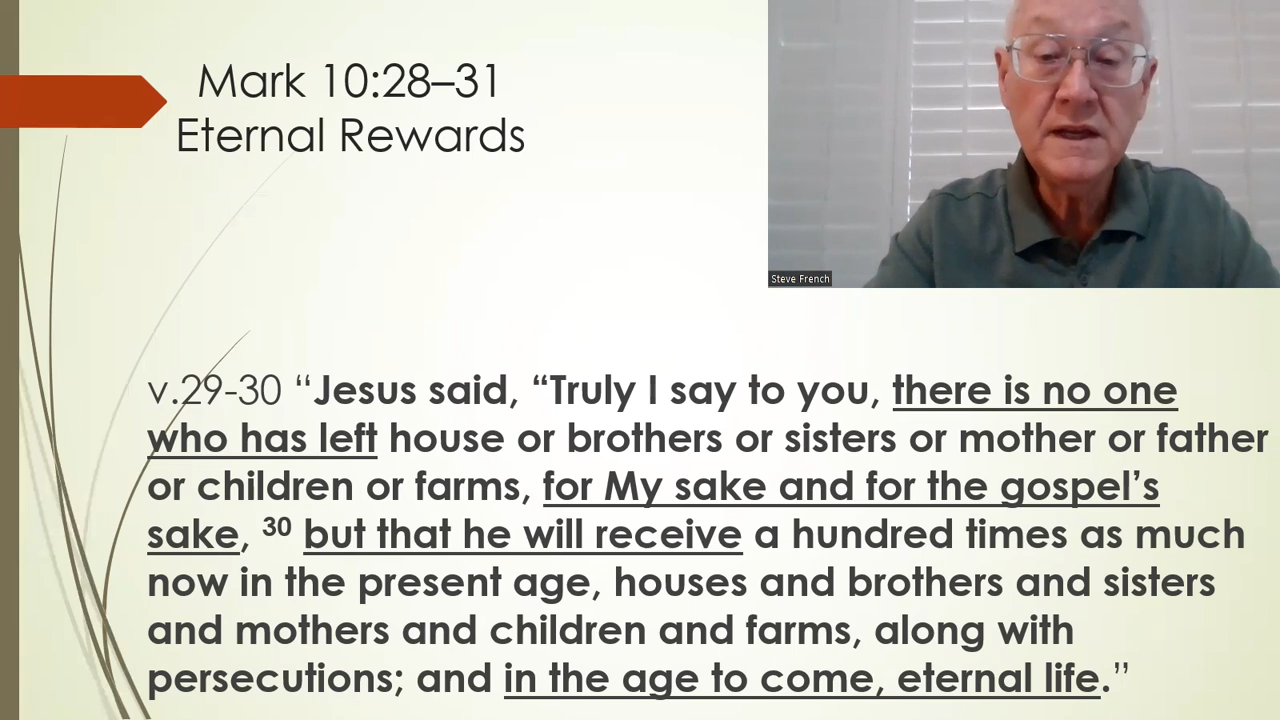 Mark 10:28–31
Eternal Rewards
Steve French
v.29-30 “Jesus said, “Truly I say to you, there is no one
who has left house or brothers or sisters or mother or father
or children or farms, for My sake and for the gospel’s
sake, 30 but that he will receive a hundred times as much
now in the present age, houses and brothers and sisters
and mothers and children and farms, along with
persecutions; and in the age to come, eternal life.”